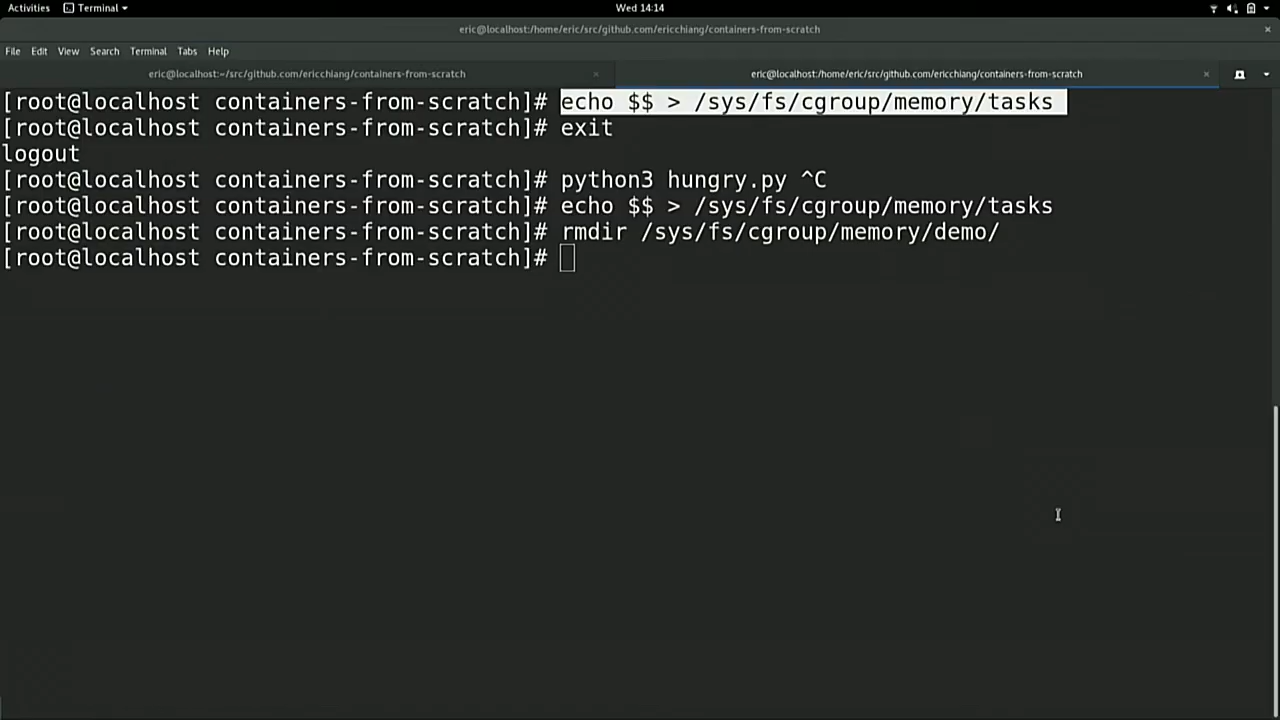 Activities Terminal Wed 14:14
eric@localhost:/home/eric/src/github.com/ericchiang/containers-from-scratch
File Edit View Search Terminal Tabs Help
eric@localhost:~/src/github.com/ericchiang/containers-from-scratch eric@localhost:/home/eric/src/github.com/ericchiang/containers-from-scratch
[root@localhost containers-from-scratch]# echo $$ > /sys/fs/cgroup/memory/tasks
[root@localhost containers-from-scratch]# exit
logout
[root@localhost containers-from-scratch]# python3 hungry.py ^C
[root@localhost containers-from-scratch]# echo $$ > /sys/fs/cgroup/memory/tasks
[root@localhost containers-from-scratch]# rmdir /sys/fs/cgroup/memory/demo/
[root@localhost containers-from-scratch]#